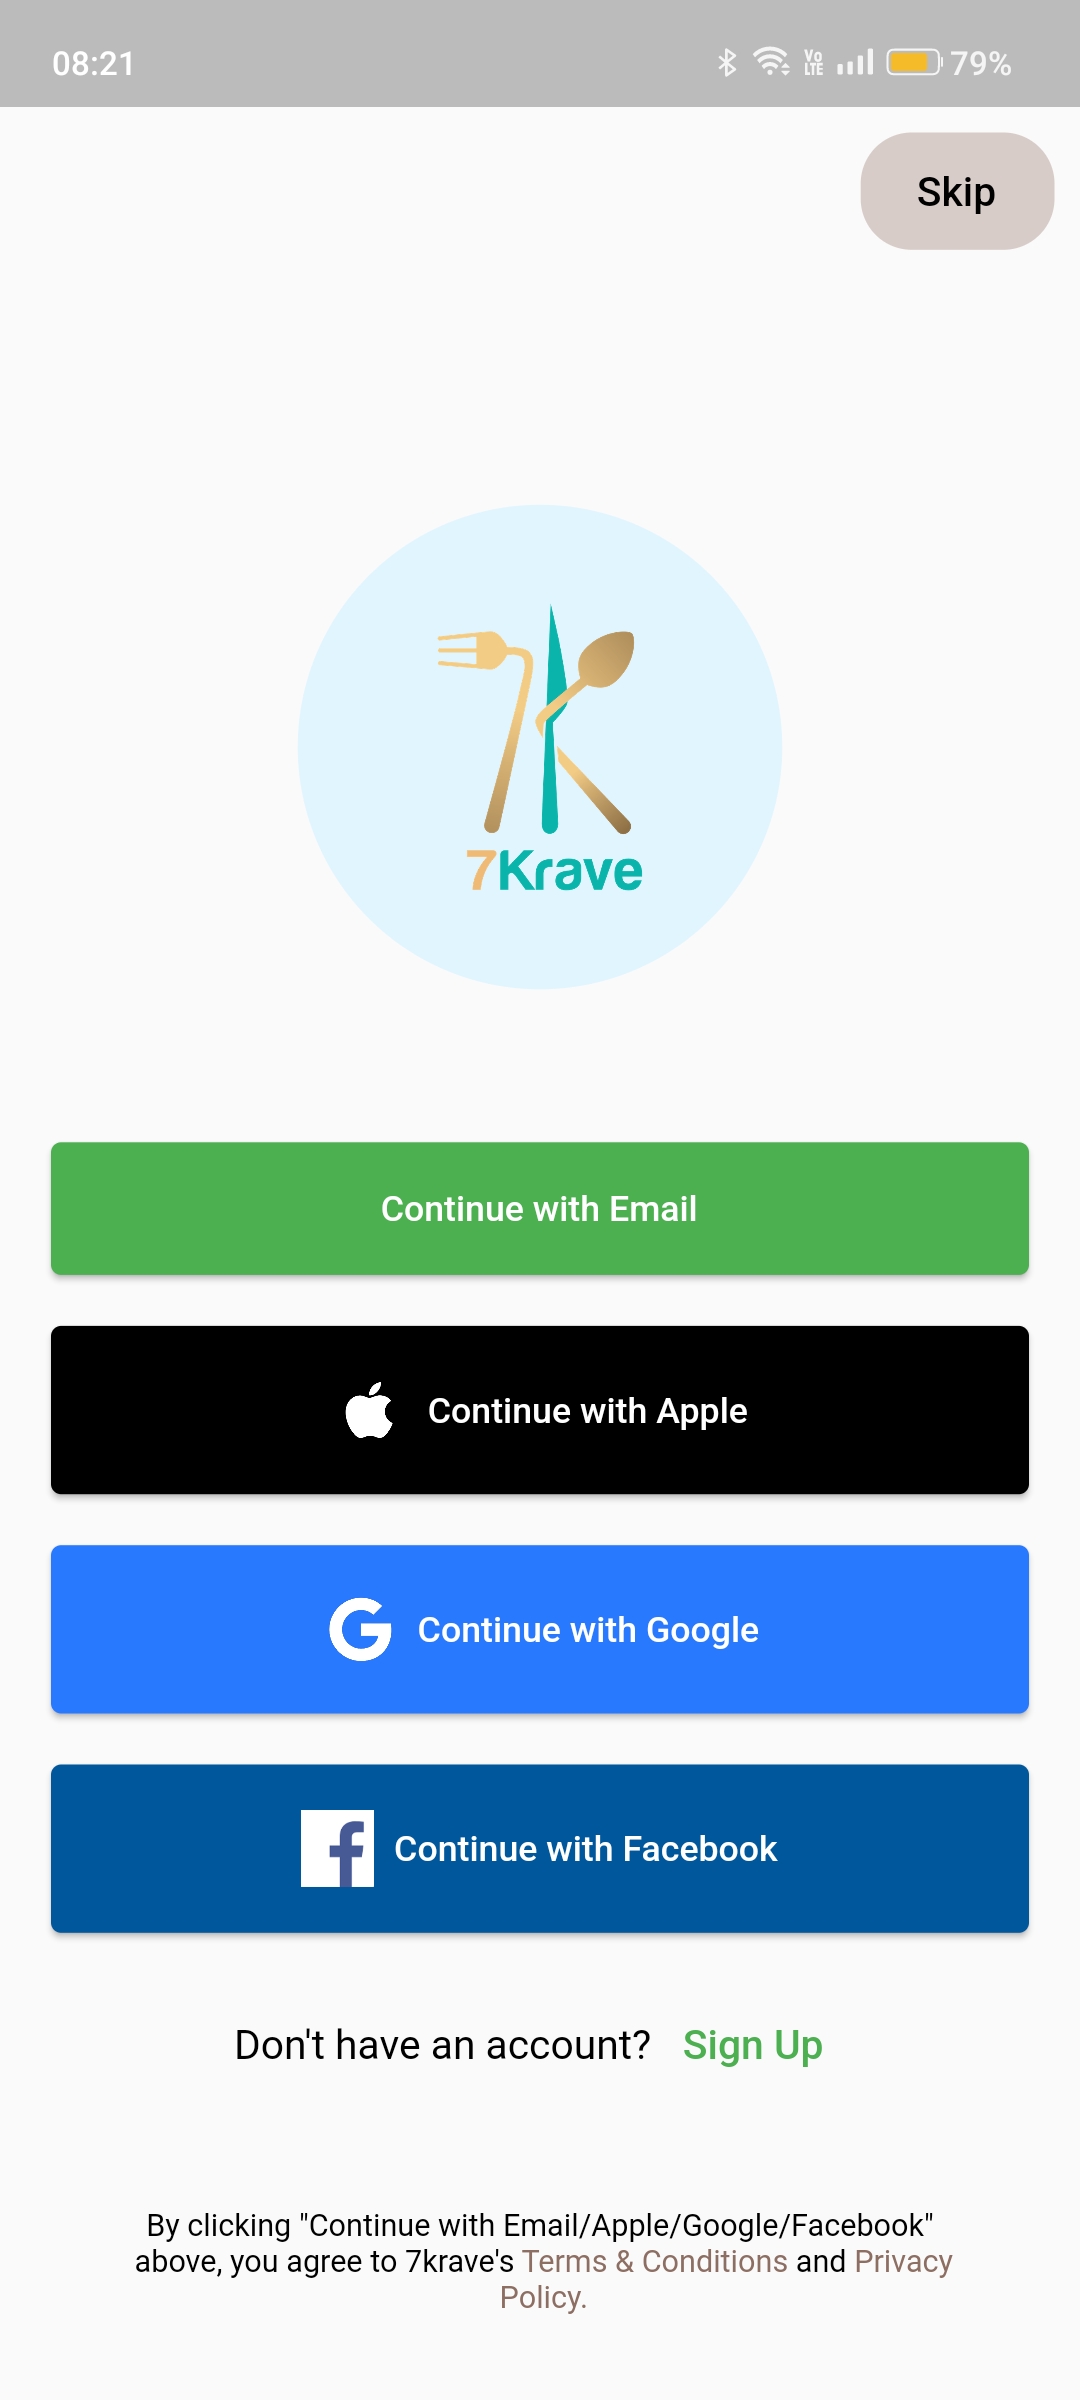 08:21
Vo
LTE
79%
Skip
7Krave
Continue with Email
Continue with Apple
Continue with Google
Continue with Facebook
Don't have an account? Sign Up
By clicking "Continue with Email/Apple/Google/Facebook"
above, you agree to 7krave's Terms & Conditions and Privacy
Policy.